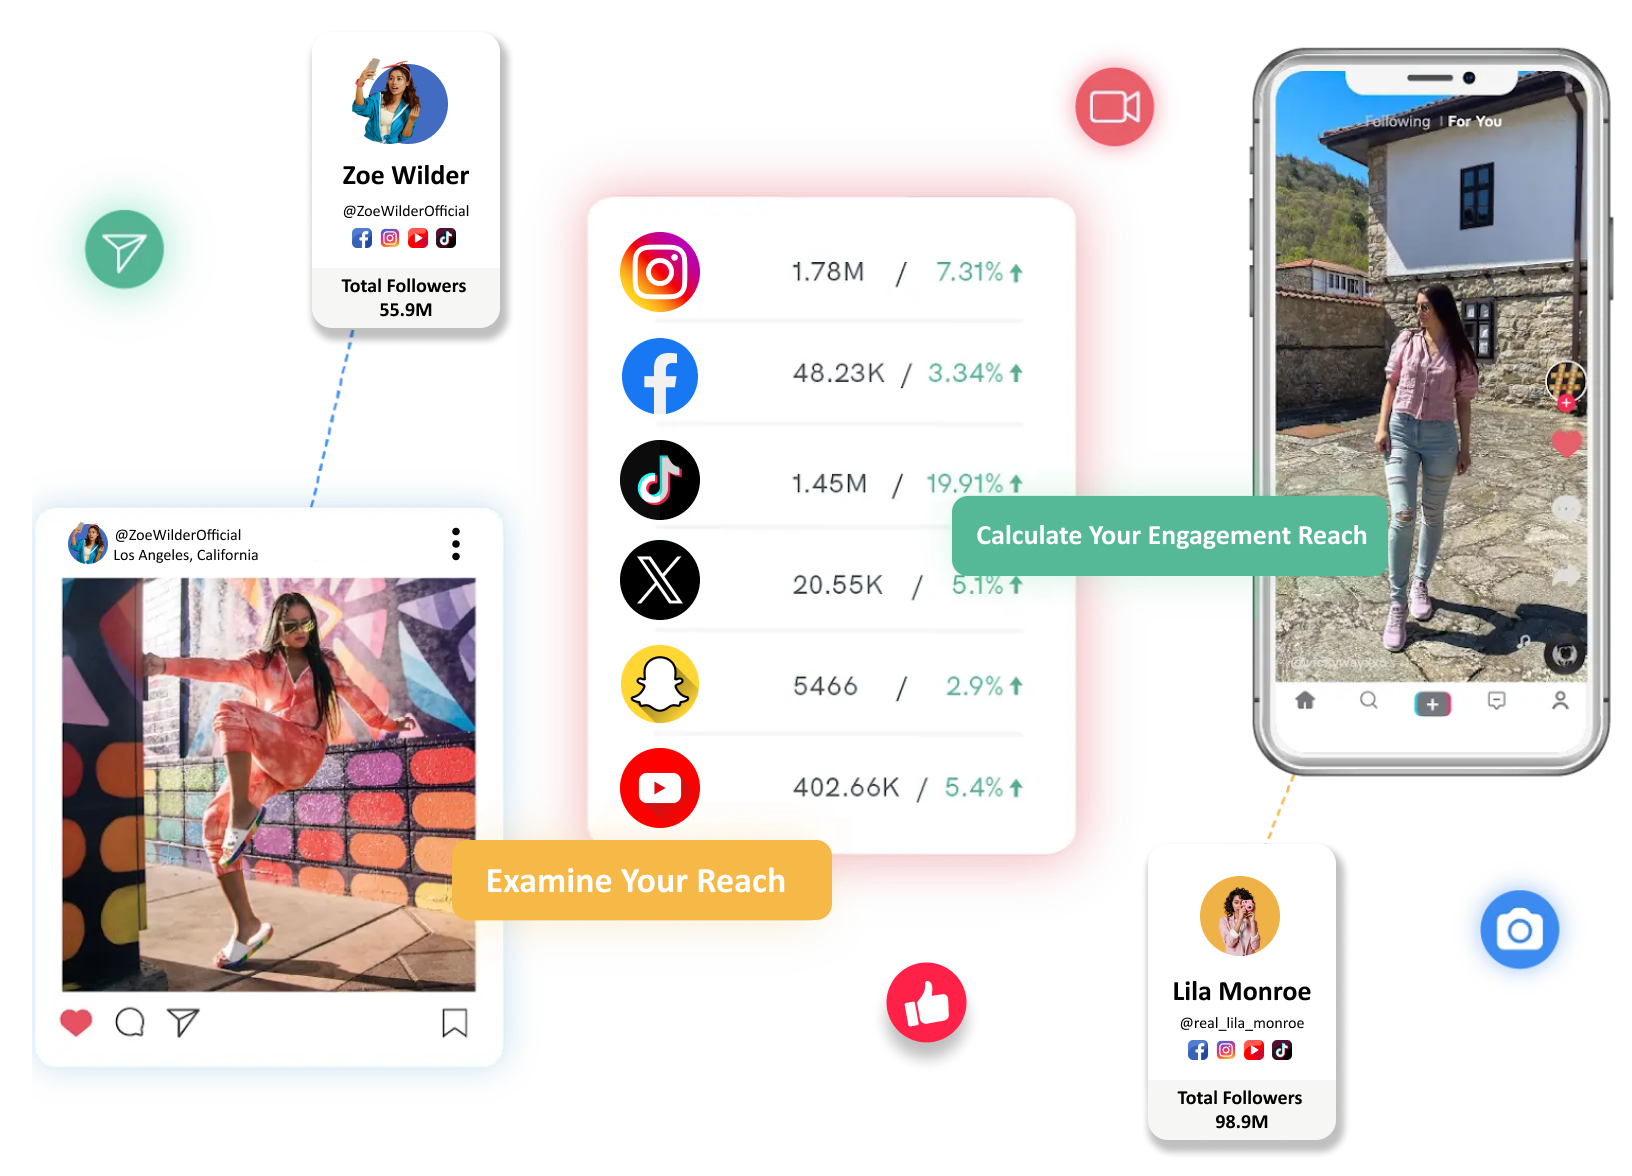 Zoe Wilder
@ZoeWilderOfficial
Total Followers
55.9M
@ZoeWilderOfficial
Los Angeles, California
1.78M / 7.31%
48.23K / 3.34%
1.45M / 19.91%
20.55K / 5.1%
5466 / 2.9%
402.66K / 5.4%
Examine Your Reach
Calculate Your Engagement Reach
Following | For You
Lila Monroe
@real_lila_monroe
Total Followers
98.9M